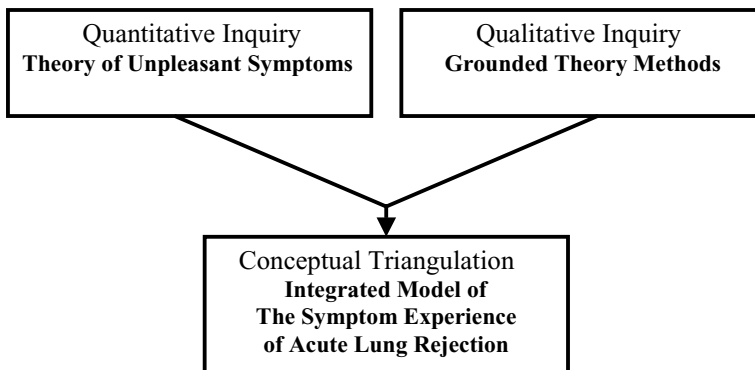 Quantitative Inquiry
Theory of Unpleasant Symptoms
Qualitative Inquiry
Grounded Theory Methods
Conceptual Triangulation
Integrated Model of
The Symptom Experience
of Acute Lung Rejection